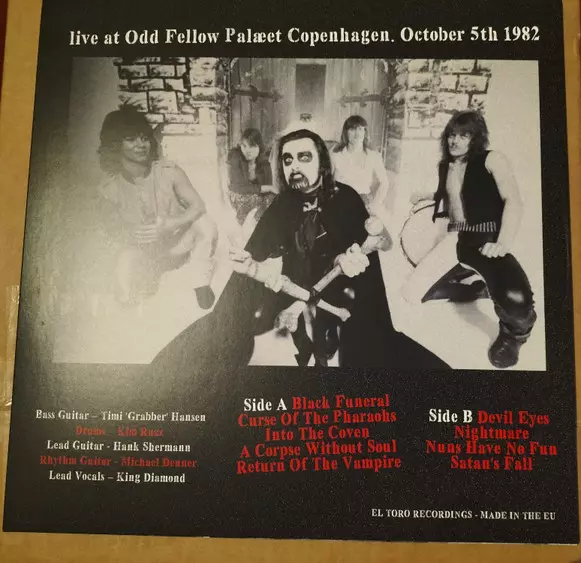 live at Odd Fellow Palæet Copenhagen. October 5th 1982
Bass Guitar – Timi 'Grabber' Hansen
Drums – Kim Ruzz
Lead Guitar - Hank Shermann
Rhythm Guitar - Michael Denner
Lead Vocals – King Diamond
Side A Black Funeral
Curse Of The Pharaohs
Into The Coven
A Corpse Without Soul
Return Of The Vampire
Side B Devil Eyes
Nightmare
Nuns Have No Fun
Satan's Fall
EL TORO RECORDINGS - MADE IN THE EU